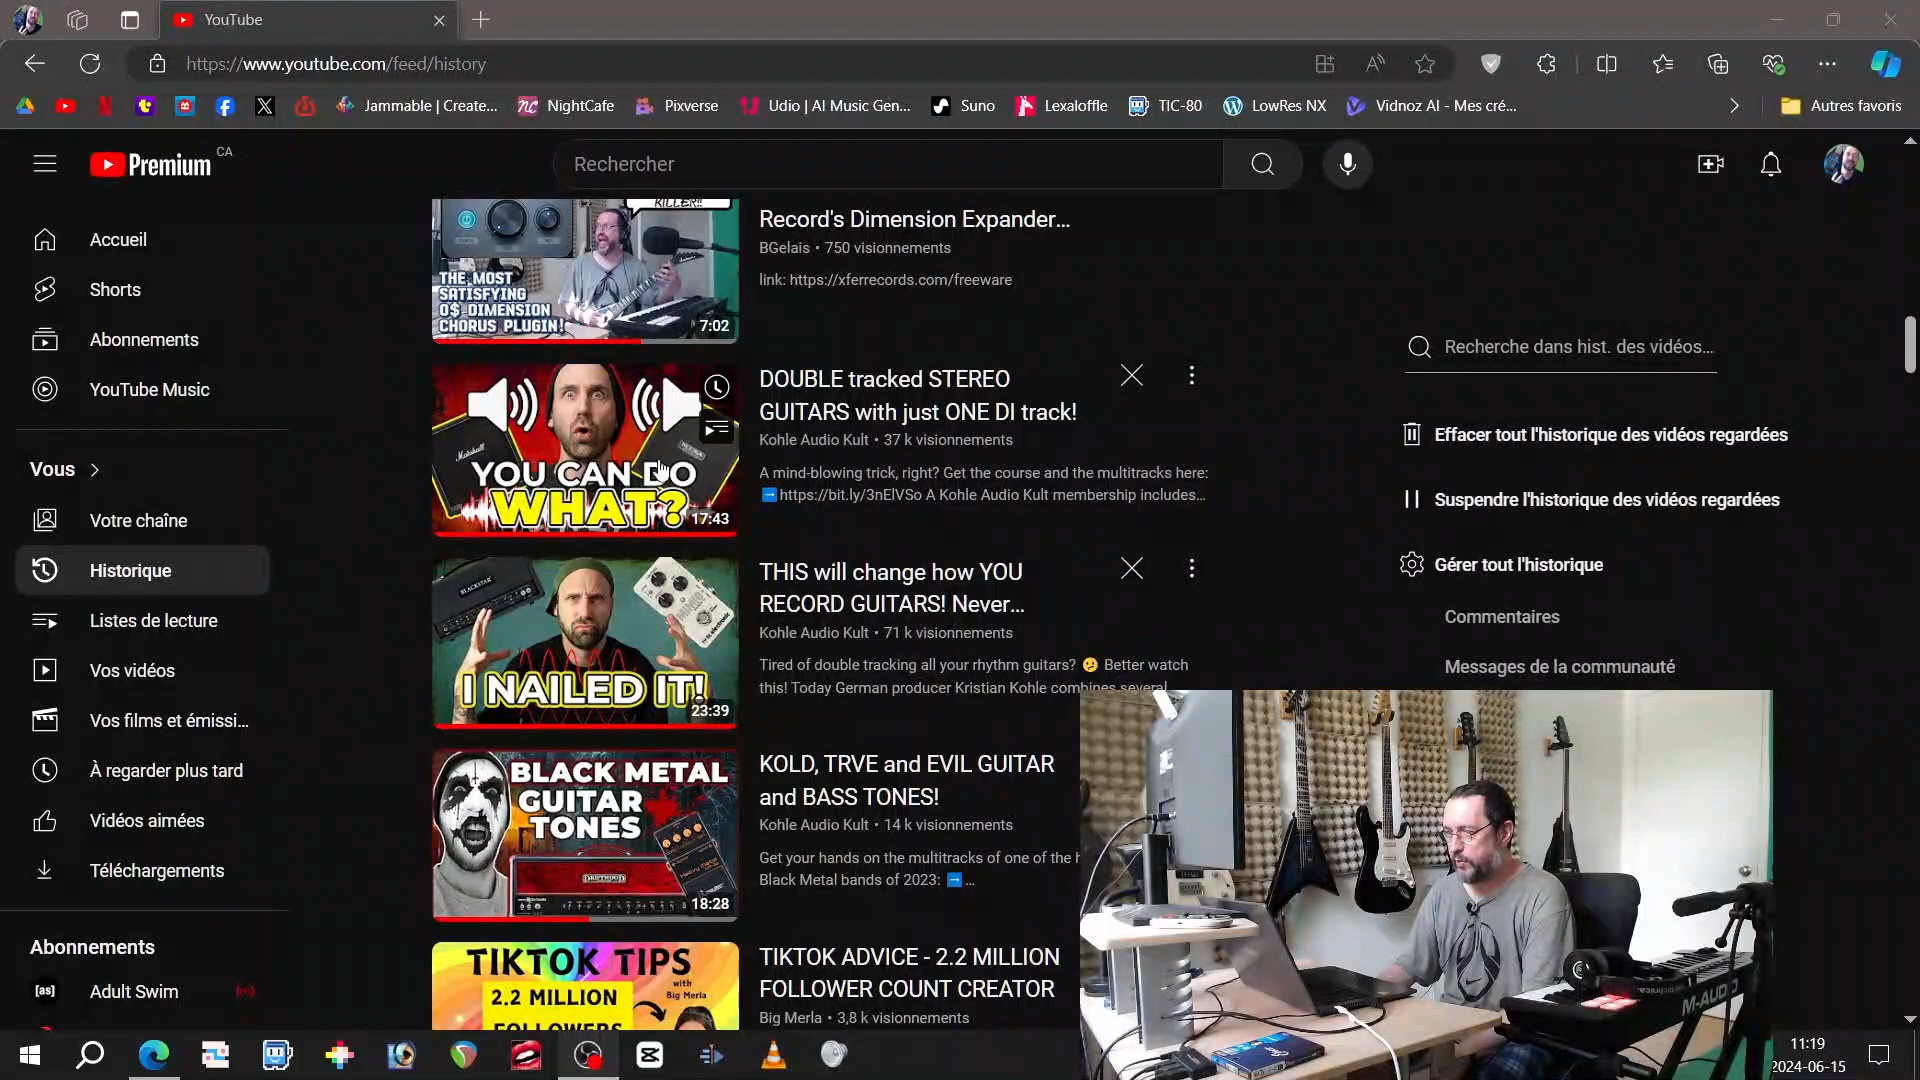 YouTube
https://www.youtube.com/feed/history
Jammable | Create...
NightCafe
Pixverse
Udio | AI Music Gen...
Suno
Lexaloffle
TIC-80
LowRes NX
Vidnoz AI - Mes cré...
Autres favoris
Premium CA
Rechercher
Accueil
Shorts
Abonnements
YouTube Music
Vous
Votre chaîne
Historique
Listes de lecture
Vos vidéos
Vos films et émissi...
À regarder plus tard
Vidéos aimées
Téléchargements
Abonnements
[as] Adult Swim
KILLER!!
THE MOST
SATISFYING
0$ DIMENSION
CHORUS PLUGIN!
7:02
Record's Dimension Expander...
BGelais • 750 visionnements
link: https://xferrecords.com/freeware
Marshall
YOU CAN DO
WHAT?
17:43
DOUBLE tracked STEREO
GUITARS with just ONE DI track!
Kohle Audio Kult • 37 k visionnements
A mind-blowing trick, right? Get the course and the multitracks here:
➡️https://bit.ly/3nElVSo A Kohle Audio Kult membership includes...
BLACKSTAR
I NAILED IT!
23:39
THIS will change how YOU
RECORD GUITARS! Never...
Kohle Audio Kult • 71 k visionnements
Tired of double tracking all your rhythm guitars? 🤔 Better watch
this! Today German producer Kristian Kohle combines several
BLACK METAL
GUITAR
TONES
DRIFTWOOD
18:28
KOLD, TRVE and EVIL GUITAR
and BASS TONES!
Kohle Audio Kult • 14 k visionnements
Get your hands on the multitracks of one of the
Black Metal bands of 2023: ➡️ ...
TIKTOK TIPS
with
Big Merla
2.2 MILLION
FOLLOWERS
TIKTOK ADVICE - 2.2 MILLION
FOLLOWER COUNT CREATOR
Big Merla • 3,8 k visionnements
Recherche dans hist. des vidéos...
Effacer tout l'historique des vidéos regardées
Suspendre l'historique des vidéos regardées
Gérer tout l'historique
Commentaires
Messages de la communauté
M-AUDIO
11:19
2024-06-15